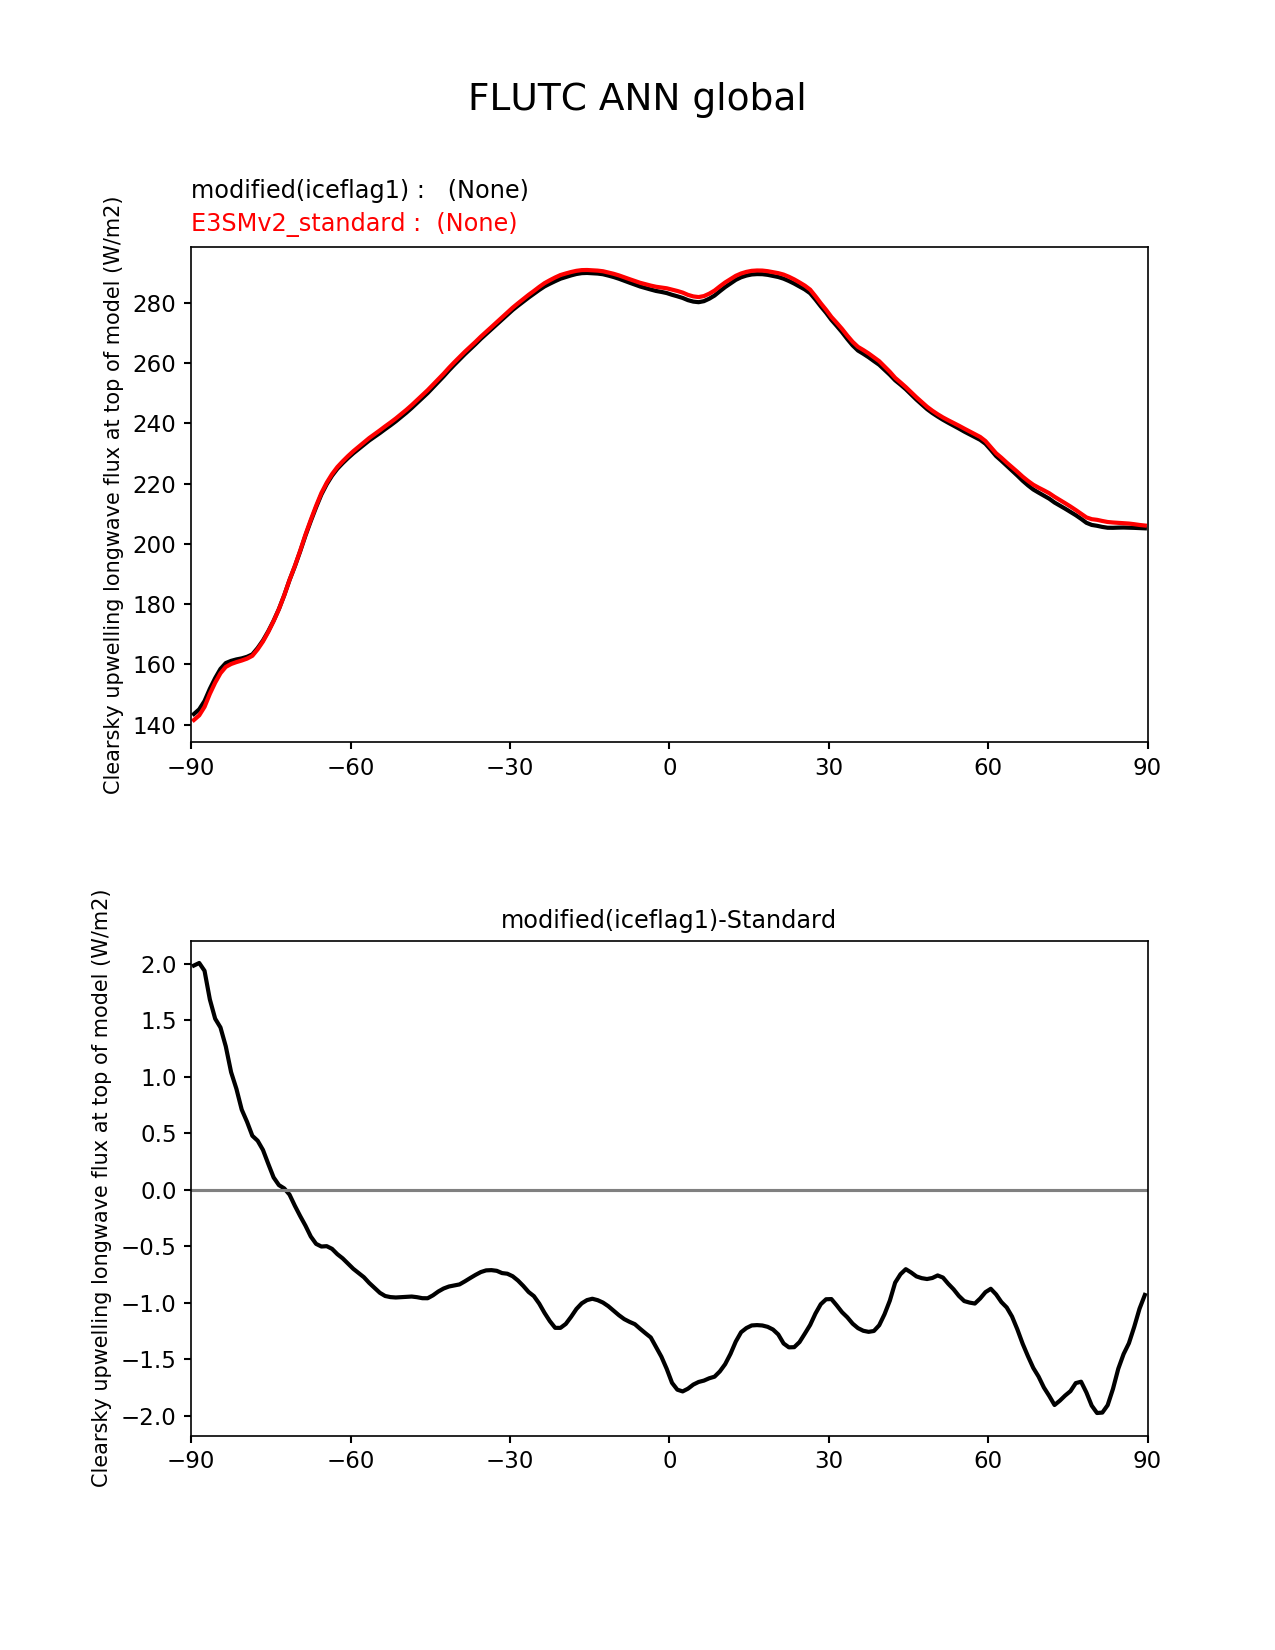 FLUTC ANN global
modified(iceflag1) :   (None)
E3SMv2_standard :  (None)
Clearsky upwelling longwave flux at top of model (W/m2)
280
260
240
220
200
180
160
140
−90 −60 −30 0 30 60 90
modified(iceflag1)-Standard
Clearsky upwelling longwave flux at top of model (W/m2)
2.0
1.5
1.0
0.5
0.0
−0.5
−1.0
−1.5
−2.0
−90 −60 −30 0 30 60 90